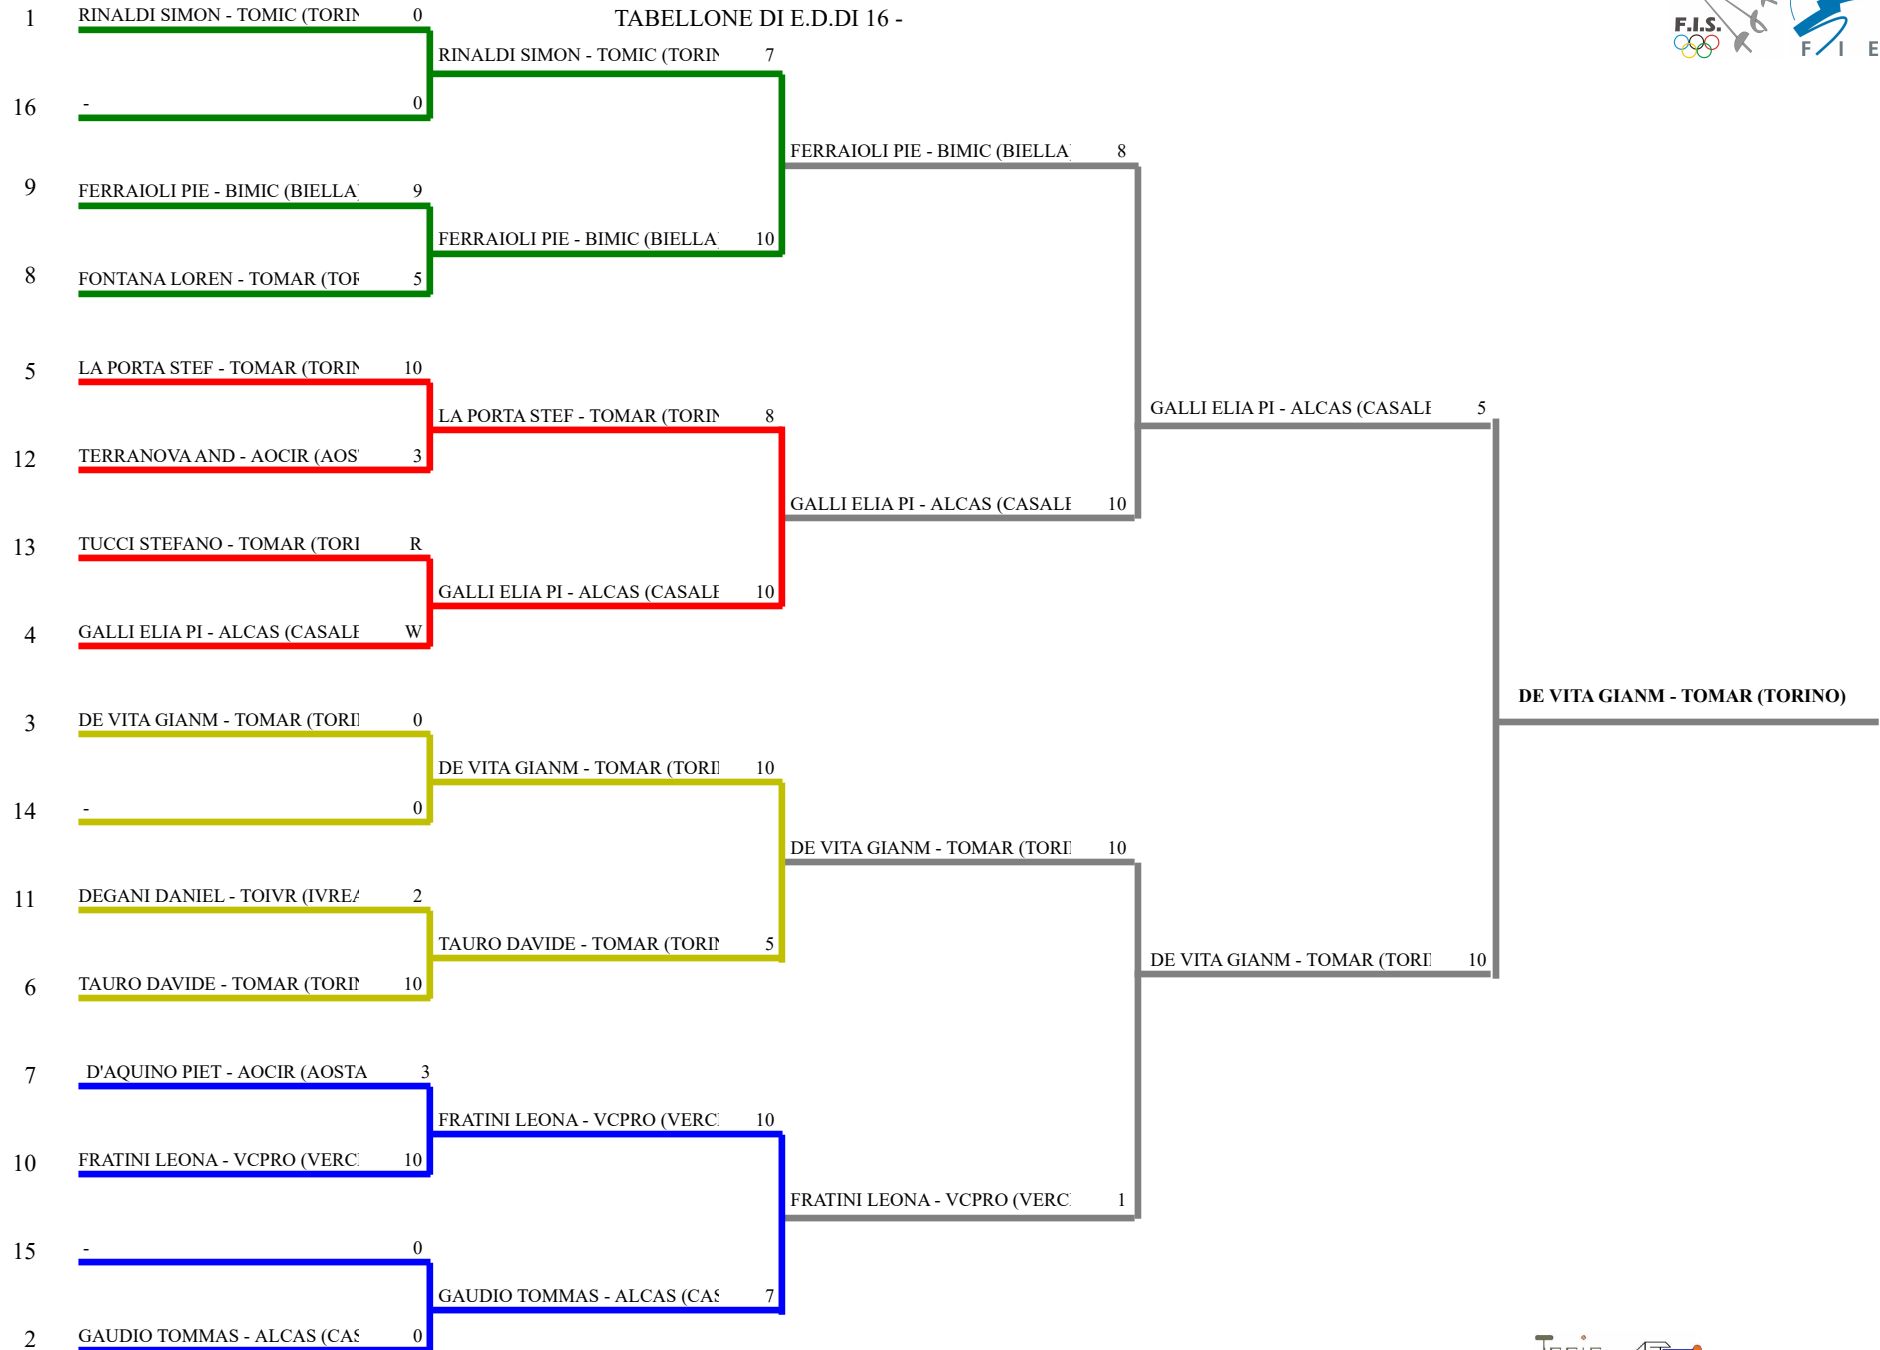 TABELLONE DI E.D.DI 16 -
F.I.S.
F I E
1 RINALDI SIMON - TOMIC (TORIN 0
RINALDI SIMON - TOMIC (TORIN 7
16 - 0
FERRAIOLI PIE - BIMIC (BIELLA 8
9 FERRAIOLI PIE - BIMIC (BIELLA 9
FERRAIOLI PIE - BIMIC (BIELLA 10
8 FONTANA LOREN - TOMAR (TOR 5
5 LA PORTA STEF - TOMAR (TORIN 10
LA PORTA STEF - TOMAR (TORIN 8
GALLI ELIA PI - ALCAS (CASALE 5
12 TERRANOVA AND - AOCIR (AOS 3
GALLI ELIA PI - ALCAS (CASALE 10
13 TUCCI STEFANO - TOMAR (TORI R
GALLI ELIA PI - ALCAS (CASALE 10
4 GALLI ELIA PI - ALCAS (CASALE W
DE VITA GIANM - TOMAR (TORINO)
3 DE VITA GIANM - TOMAR (TORI 0
DE VITA GIANM - TOMAR (TORI 10
14 - 0
DE VITA GIANM - TOMAR (TORI 10
11 DEGANI DANIEL - TOIVR (IVREA 2
TAURO DAVIDE - TOMAR (TORIN 5
DE VITA GIANM - TOMAR (TORI 10
6 TAURO DAVIDE - TOMAR (TORIN 10
7 D'AQUINO PIET - AOCIR (AOSTA 3
FRATINI LEONA - VCPRO (VERC 10
10 FRATINI LEONA - VCPRO (VERC 10
FRATINI LEONA - VCPRO (VERC 1
15 - 0
GAUDIO TOMMAS - ALCAS (CAS 7
2 GAUDIO TOMMAS - ALCAS (CAS 0